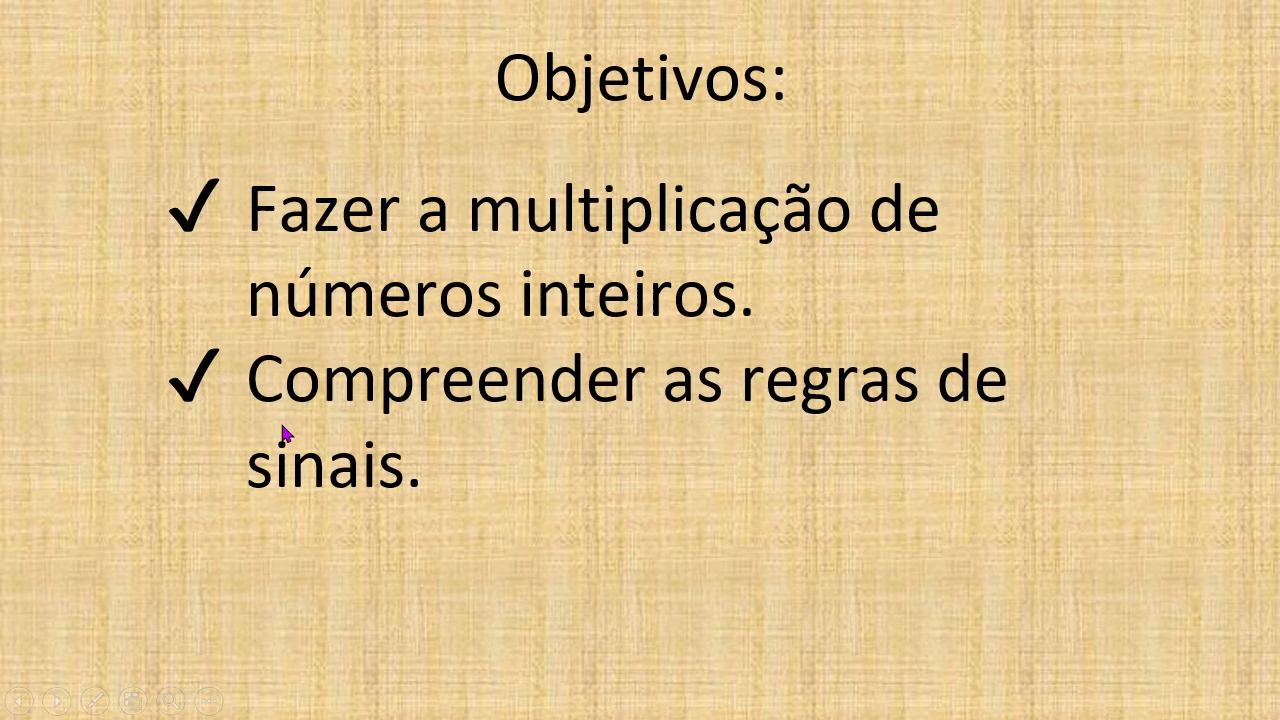 Objetivos:
✓ Fazer a multiplicação de
números inteiros.
✓ Compreender as regras de
sinais.